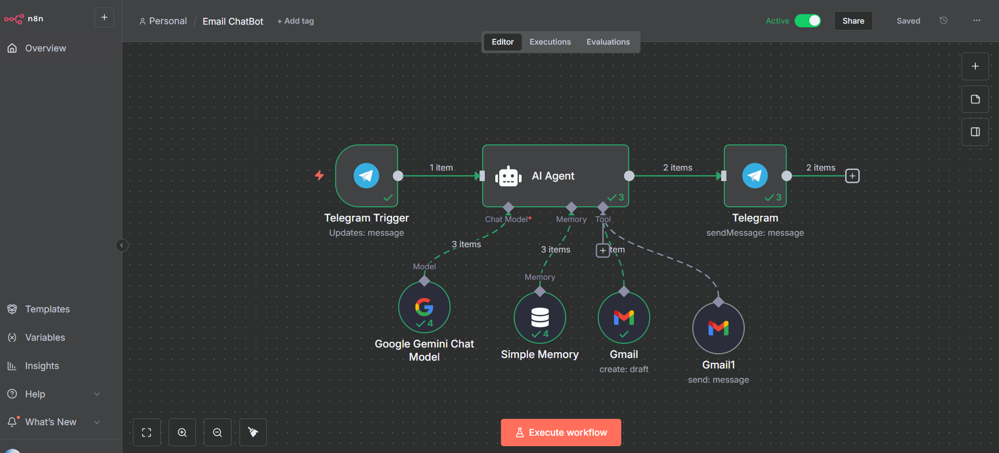 n8n
+
Personal / Email ChatBot + Add tag
Active
Share
Saved
...
Overview
Editor Executions Evaluations
1 item
2 items
2 items
AI Agent
3
3
Telegram Trigger
Updates: message
Chat Model*
Memory
Tool
Telegram
sendMessage: message
3 items
3 items
tem
Model
Memory
4
4
Google Gemini Chat
Model
Simple Memory
Gmail
create: draft
Gmail1
send: message
Templates
Variables
Insights
Help
What's New
Execute workflow